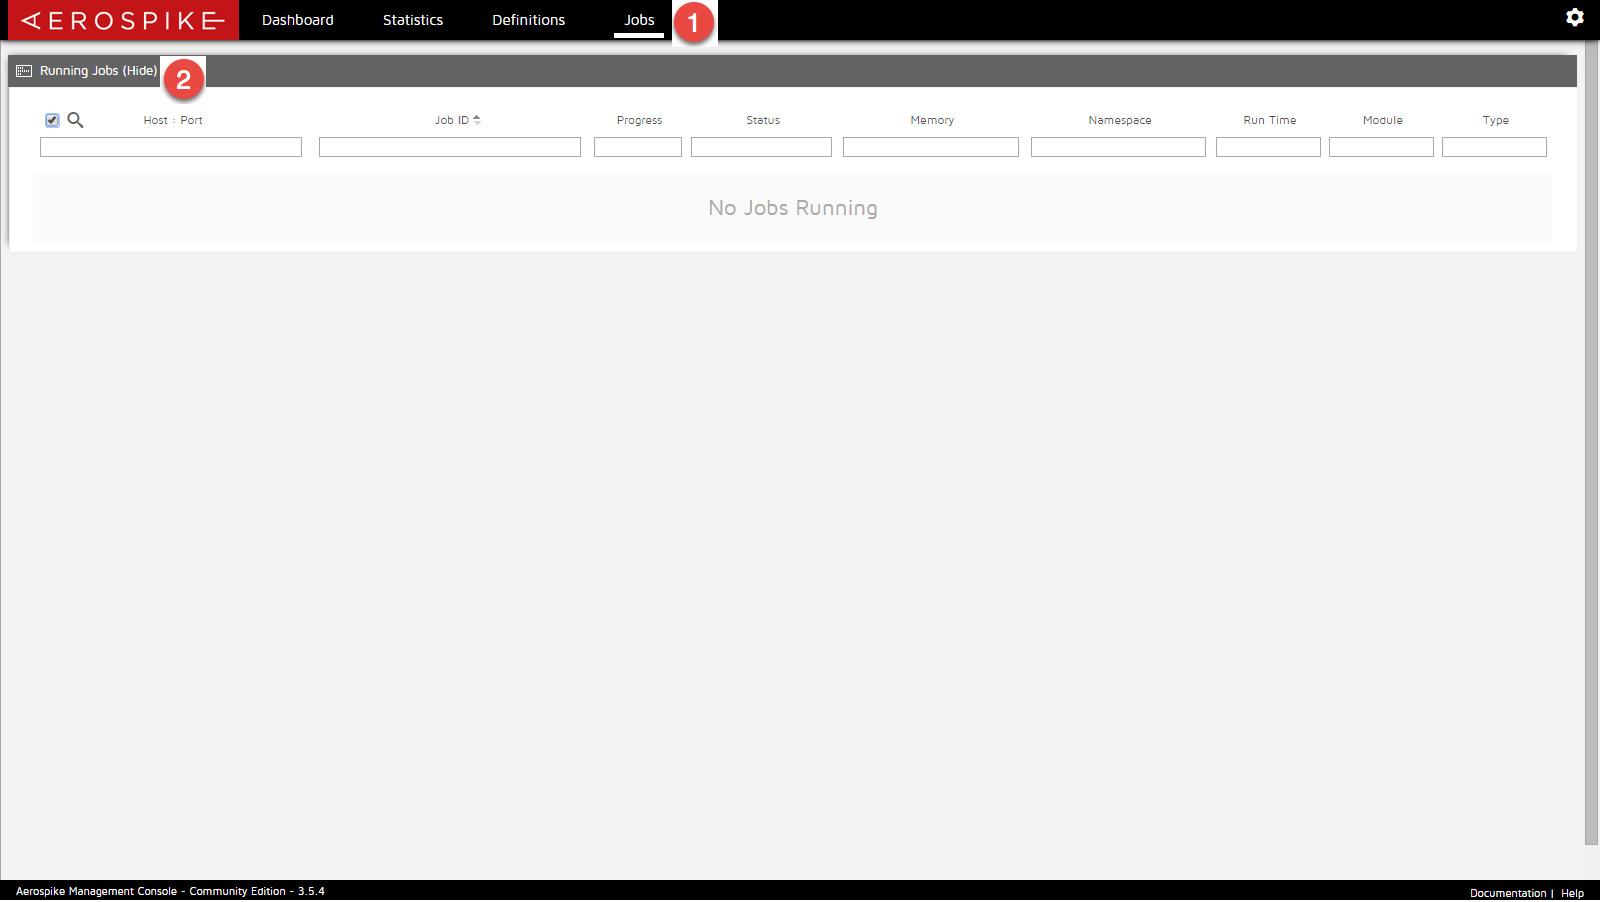 AEROSPIKE Dashboard Statistics Definitions Jobs 1
Running Jobs (Hide) 2
Host : Port Job ID Progress Status Memory Namespace Run Time Module Type
No Jobs Running
Aerospike Management Console - Community Edition - 3.5.4
Documentation | Help